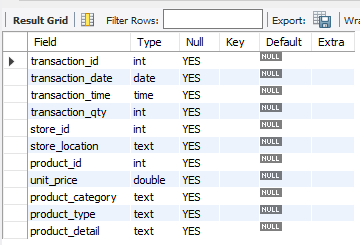 Result Grid Filter Rows: Export: Wra
Field Type Null Key Default Extra
transaction_id int YES NULL
transaction_date date YES NULL
transaction_time time YES NULL
transaction_qty int YES NULL
store_id int YES NULL
store_location text YES NULL
product_id int YES NULL
unit_price double YES NULL
product_category text YES NULL
product_type text YES NULL
product_detail text YES NULL